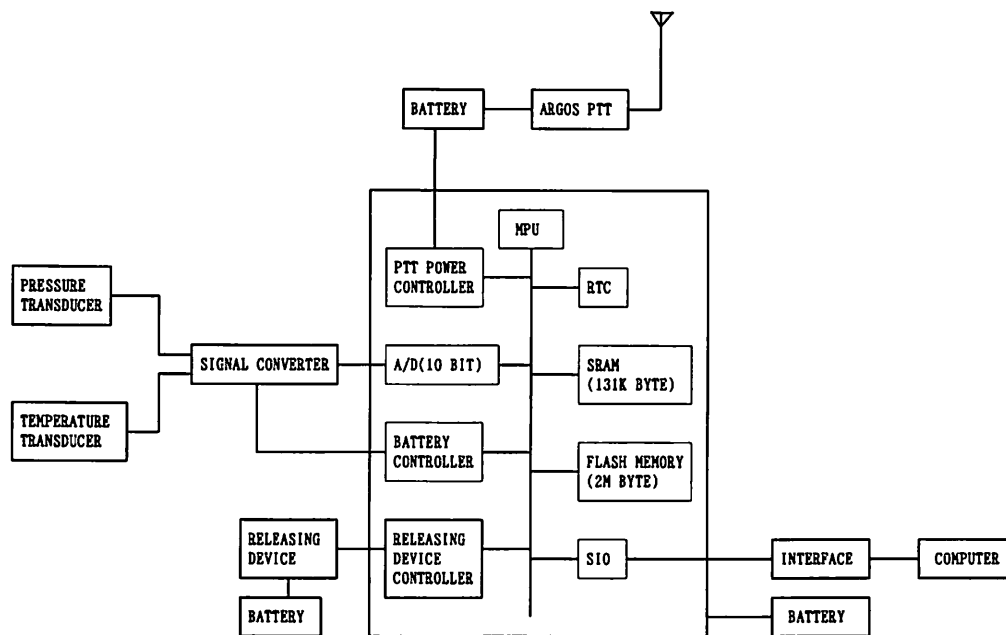 BATTERY
ARGOS PTT
MPU
PTT POWER
CONTROLLER
RTC
PRESSURE
TRANSDUCER
SIGNAL CONVERTER
A/D(10 BIT)
SRAM
(131K BYTE)
TEMPERATURE
TRANSDUCER
BATTERY
CONTROLLER
FLASH MEMORY
(2M BYTE)
RELEASING
DEVICE
RELEASING
DEVICE
CONTROLLER
SIO
INTERFACE
COMPUTER
BATTERY
BATTERY